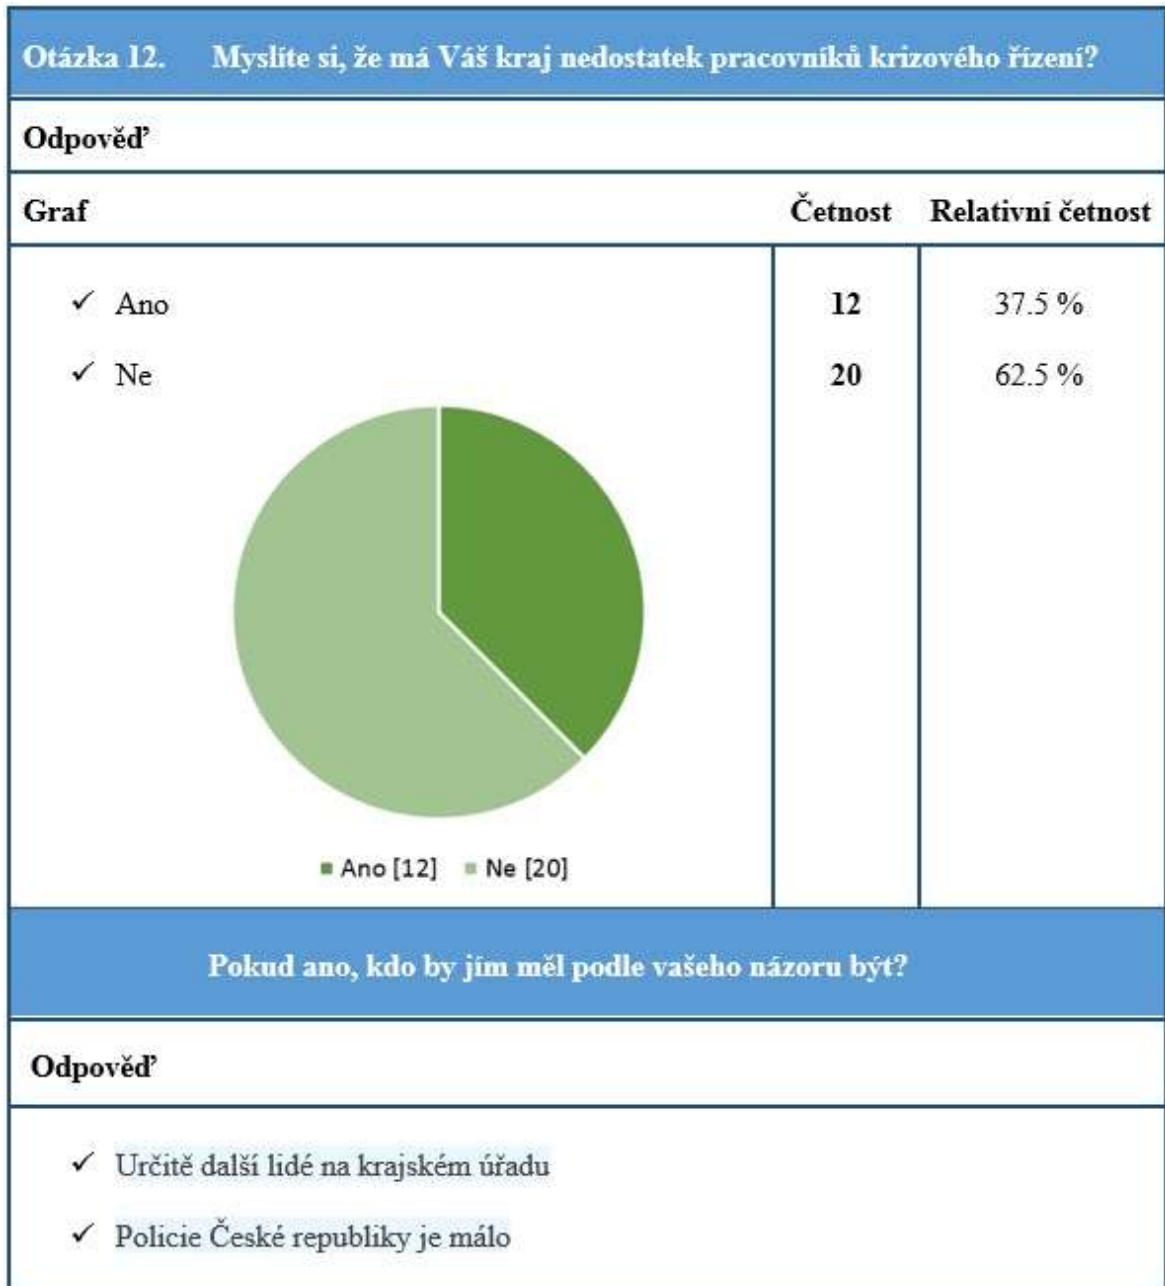 Otázka 12. Myslíte si, že má Váš kraj nedostatek pracovníků krizového řízení?
Odpověď
Graf Četnost Relativní četnost
✓ Ano 12 37.5 %
✓ Ne 20 62.5 %
Ano [12] Ne [20]
Pokud ano, kdo by jím měl podle vašeho názoru být?
Odpověď
✓ Určitě další lidé na krajském úřadu
✓ Policie České republiky je málo